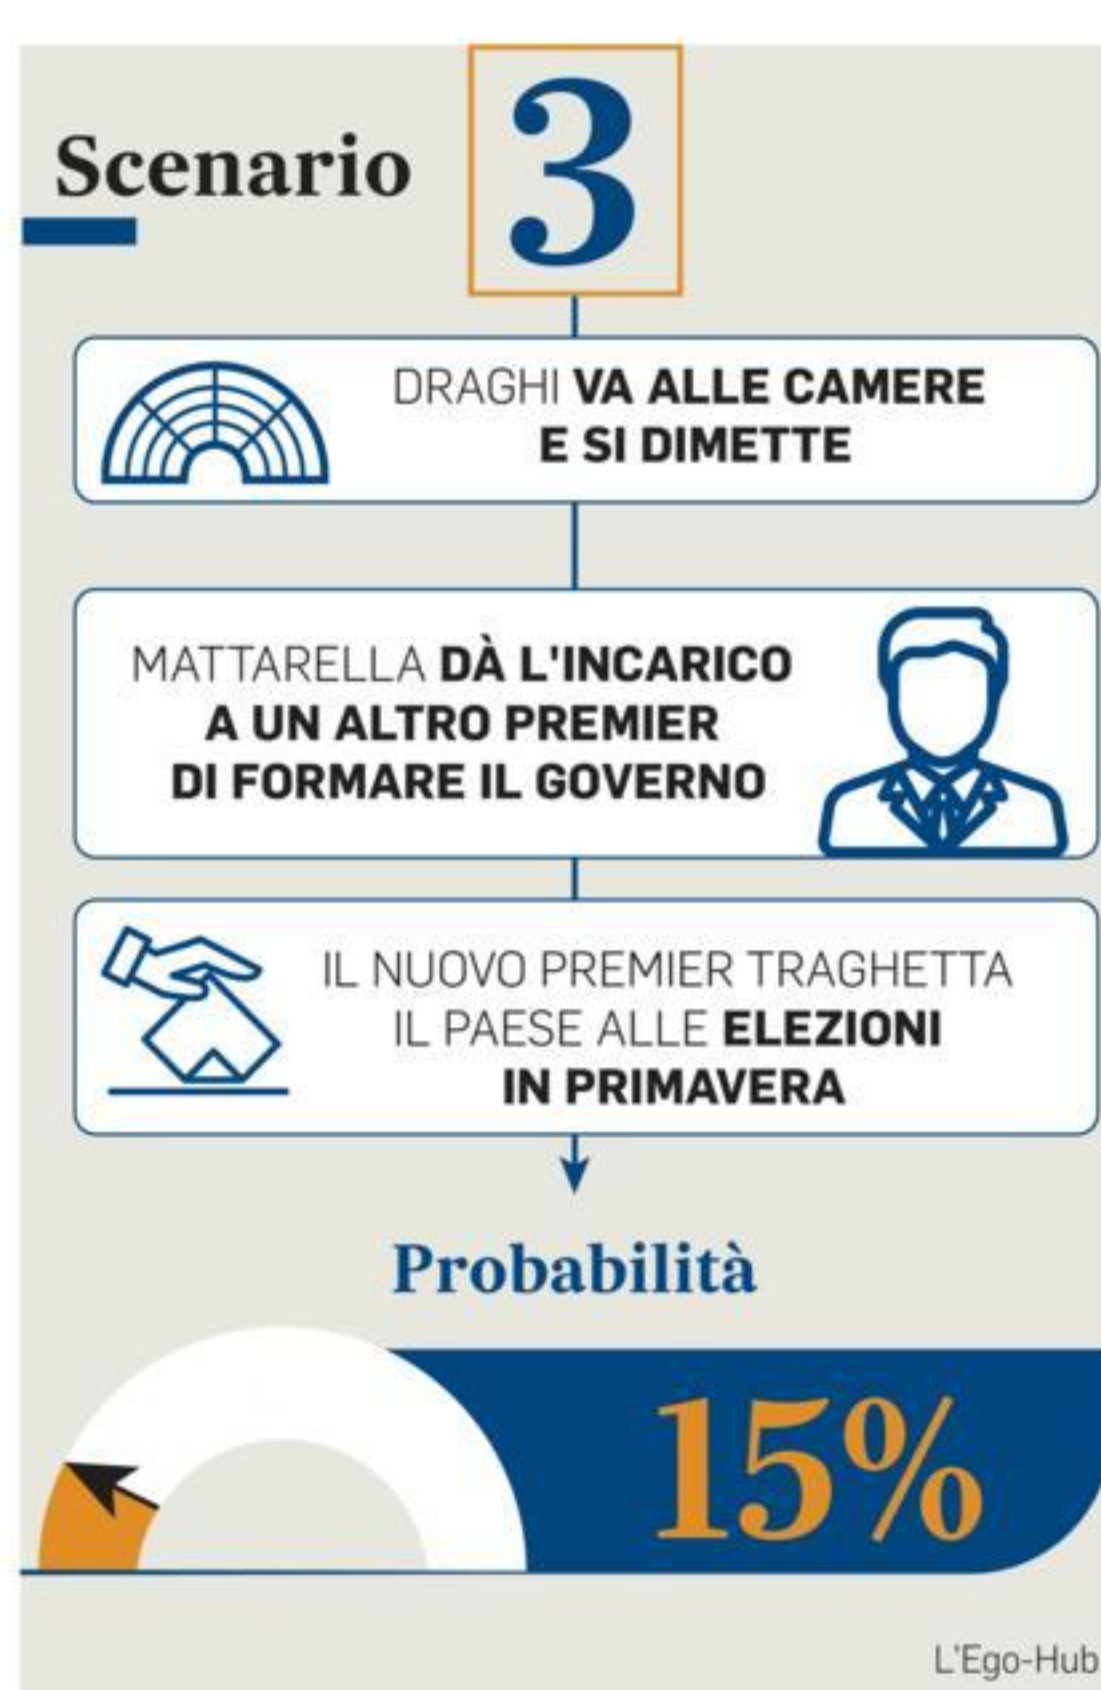 Scenario 3
DRAGHI VA ALLE CAMERE
E SI DIMETTE
MATTARELLA DÀ L'INCARICO
A UN ALTRO PREMIER
DI FORMARE IL GOVERNO
IL NUOVO PREMIER TRAGHETTA
IL PAESE ALLE ELEZIONI
IN PRIMAVERA
Probabilità
15%
L'Ego-Hub